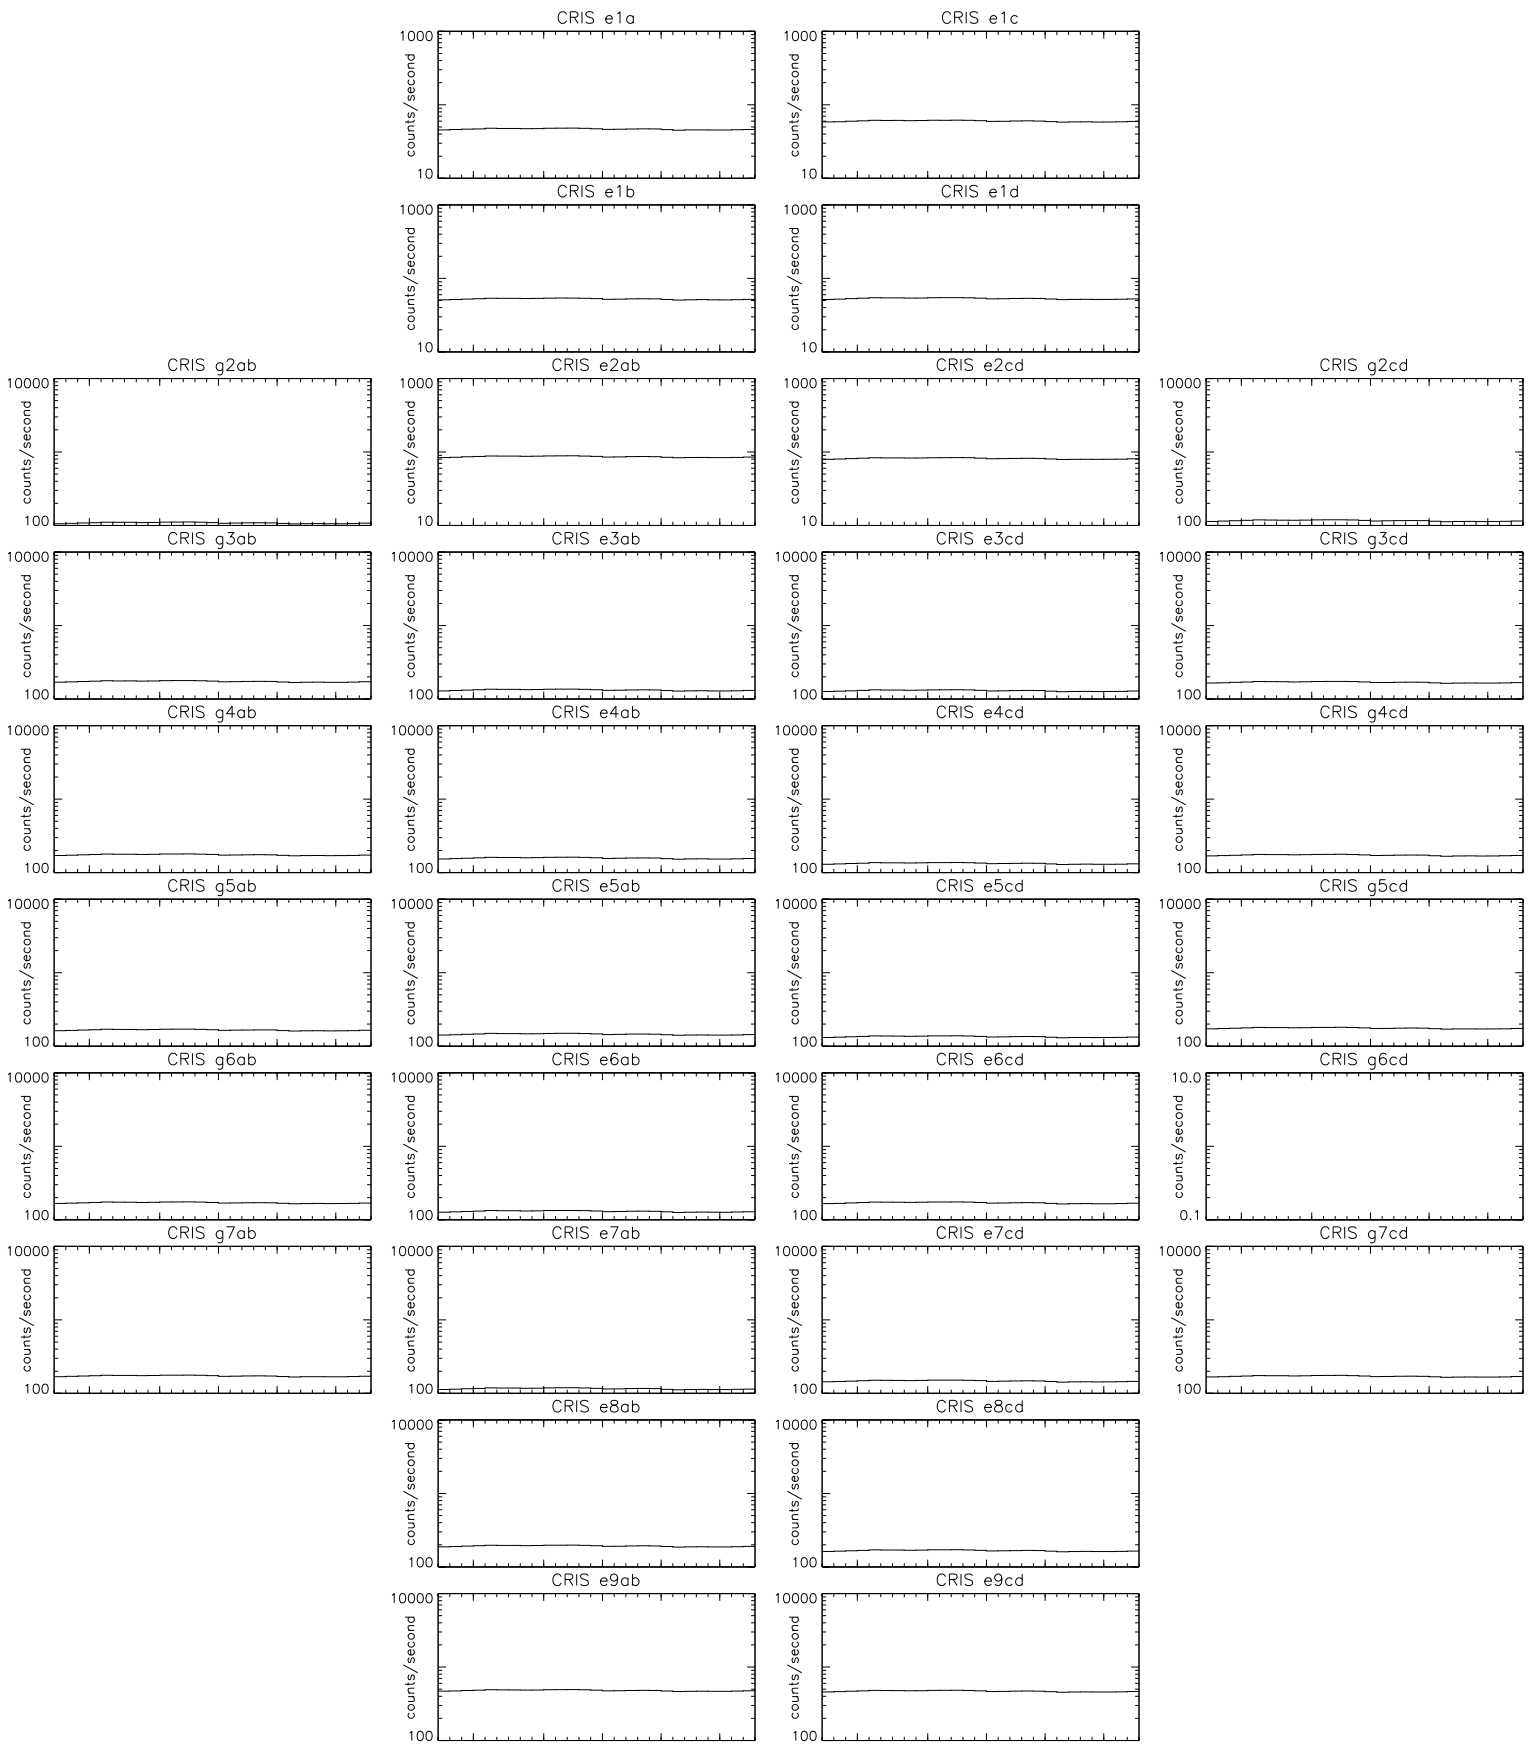 CRIS e1a
CRIS e1c
1000
counts/second
10
1000
counts/second
10
CRIS e1b
CRIS e1d
1000
counts/second
10
1000
counts/second
10
CRIS g2ab
CRIS e2ab
CRIS e2cd
CRIS g2cd
10000
counts/second
100
1000
counts/second
10
1000
counts/second
10
10000
counts/second
100
CRIS g3ab
CRIS e3ab
CRIS e3cd
CRIS g3cd
10000
counts/second
100
10000
counts/second
100
10000
counts/second
100
10000
counts/second
100
CRIS g4ab
CRIS e4ab
CRIS e4cd
CRIS g4cd
10000
counts/second
100
10000
counts/second
100
10000
counts/second
100
10000
counts/second
100
CRIS g5ab
CRIS e5ab
CRIS e5cd
CRIS g5cd
10000
counts/second
100
10000
counts/second
100
10000
counts/second
100
10000
counts/second
100
CRIS g6ab
CRIS e6ab
CRIS e6cd
CRIS g6cd
10000
counts/second
100
10000
counts/second
100
10000
counts/second
100
10.0
counts/second
0.1
CRIS g7ab
CRIS e7ab
CRIS e7cd
CRIS g7cd
10000
counts/second
100
10000
counts/second
100
10000
counts/second
100
10000
counts/second
100
CRIS e8ab
CRIS e8cd
10000
counts/second
100
10000
counts/second
100
CRIS e9ab
CRIS e9cd
10000
counts/second
100
10000
counts/second
100